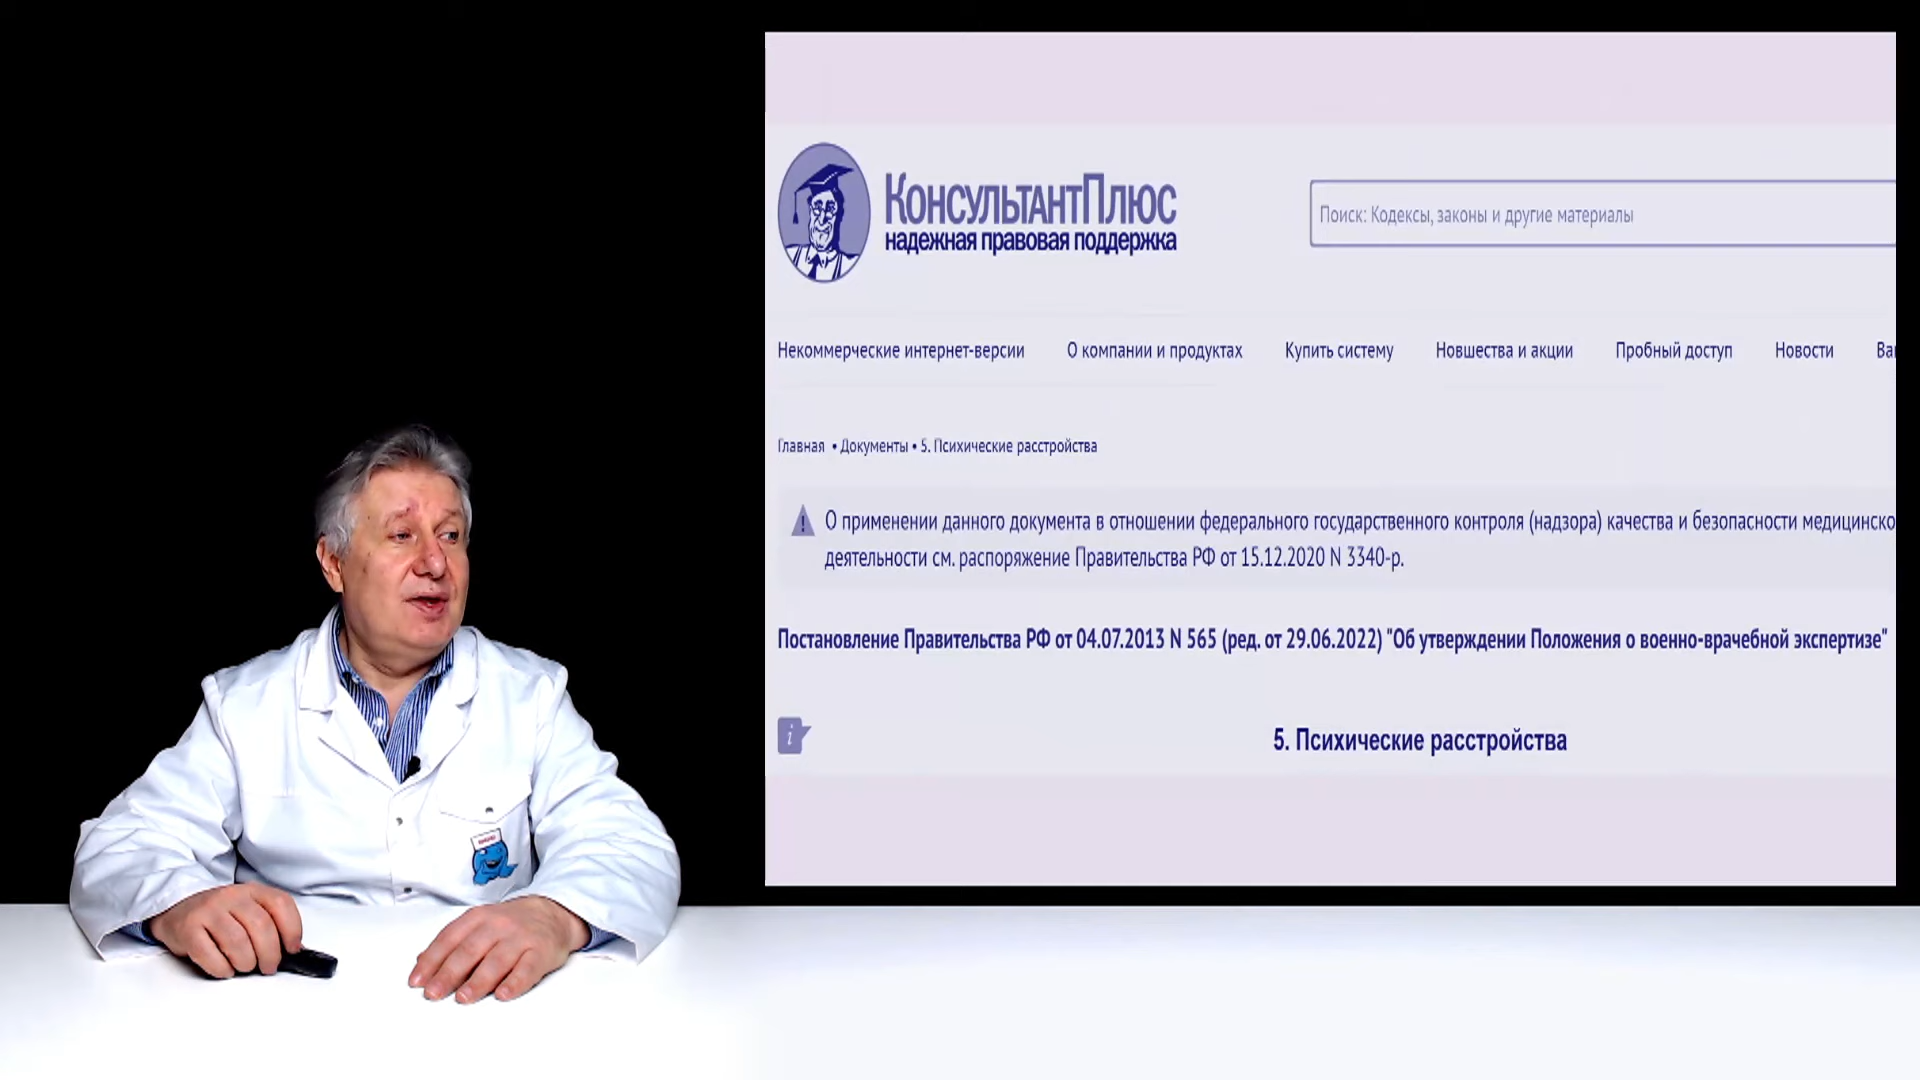 КонсультантПлюс
надежная правовая поддержка
Поиск: Кодексы, законы и другие материалы
Некоммерческие интернет-версии О компании и продуктах Купить систему Новшества и акции Пробный доступ Новости
Главная • Документы • 5. Психические расстройства
О применении данного документа в отношении федерального государственного контроля (надзора) качества и безопасности
деятельности см. распоряжение Правительства РФ от 15.12.2020 N 3340-р.
Постановление Правительства РФ от 04.07.2013 N 565 (ред. от 29.06.2022) "Об утверждении Положения о военно-врачебной экспертизе"
5. Психические расстройства